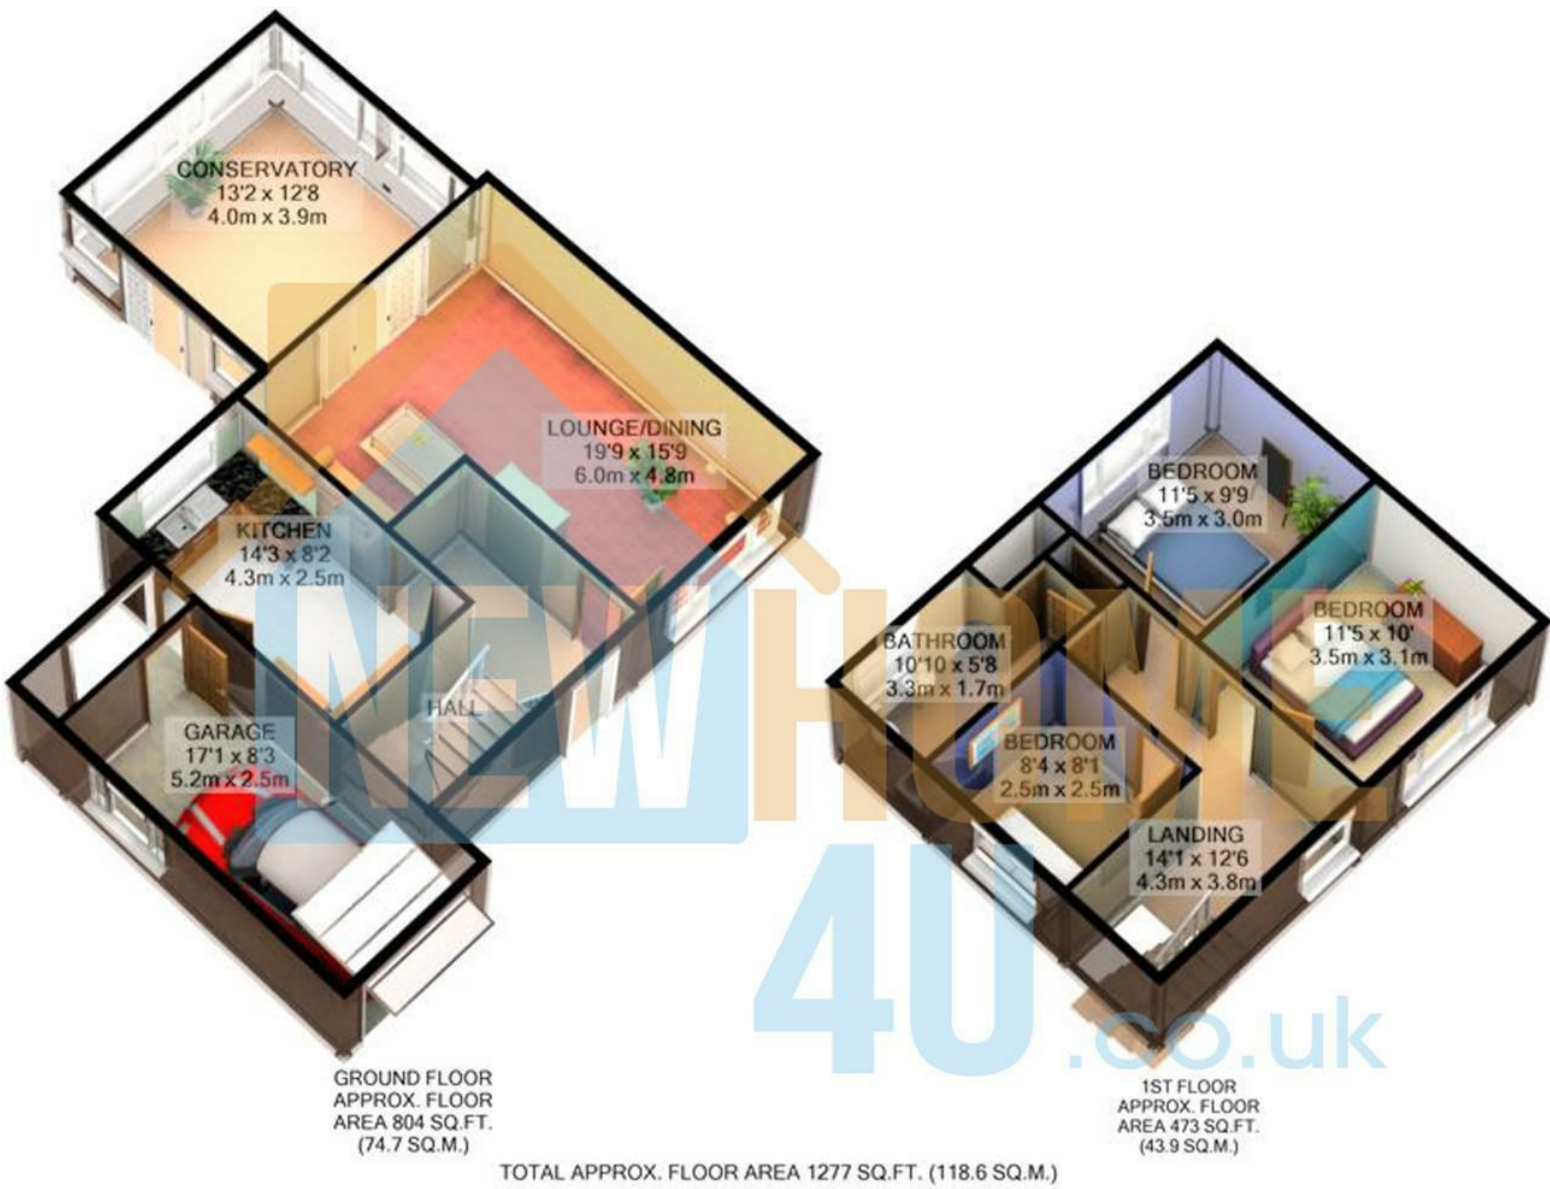 CONSERVATORY
13'2 x 12'8
4.0m x 3.9m
LOUNGE/DINING
19'9 x 15'9
6.0m x 4.8m
KITCHEN
14'3 x 8'2
4.3m x 2.5m
HALL
GARAGE
17'1 x 8'3
5.2m x 2.5m
BEDROOM
11'5 x 9'9
3.5m x 3.0m
BEDROOM
11'5 x 10'
3.5m x 3.1m
BATHROOM
10'10 x 5'8
3.3m x 1.7m
BEDROOM
8'4 x 8'1
2.5m x 2.5m
LANDING
14'1 x 12'6
4.3m x 3.8m
NEWHOME
4U.co.uk
GROUND FLOOR
APPROX. FLOOR
AREA 804 SQ.FT.
(74.7 SQ.M.)
1ST FLOOR
APPROX. FLOOR
AREA 473 SQ.FT.
(43.9 SQ.M.)
TOTAL APPROX. FLOOR AREA 1277 SQ.FT. (118.6 SQ.M.)